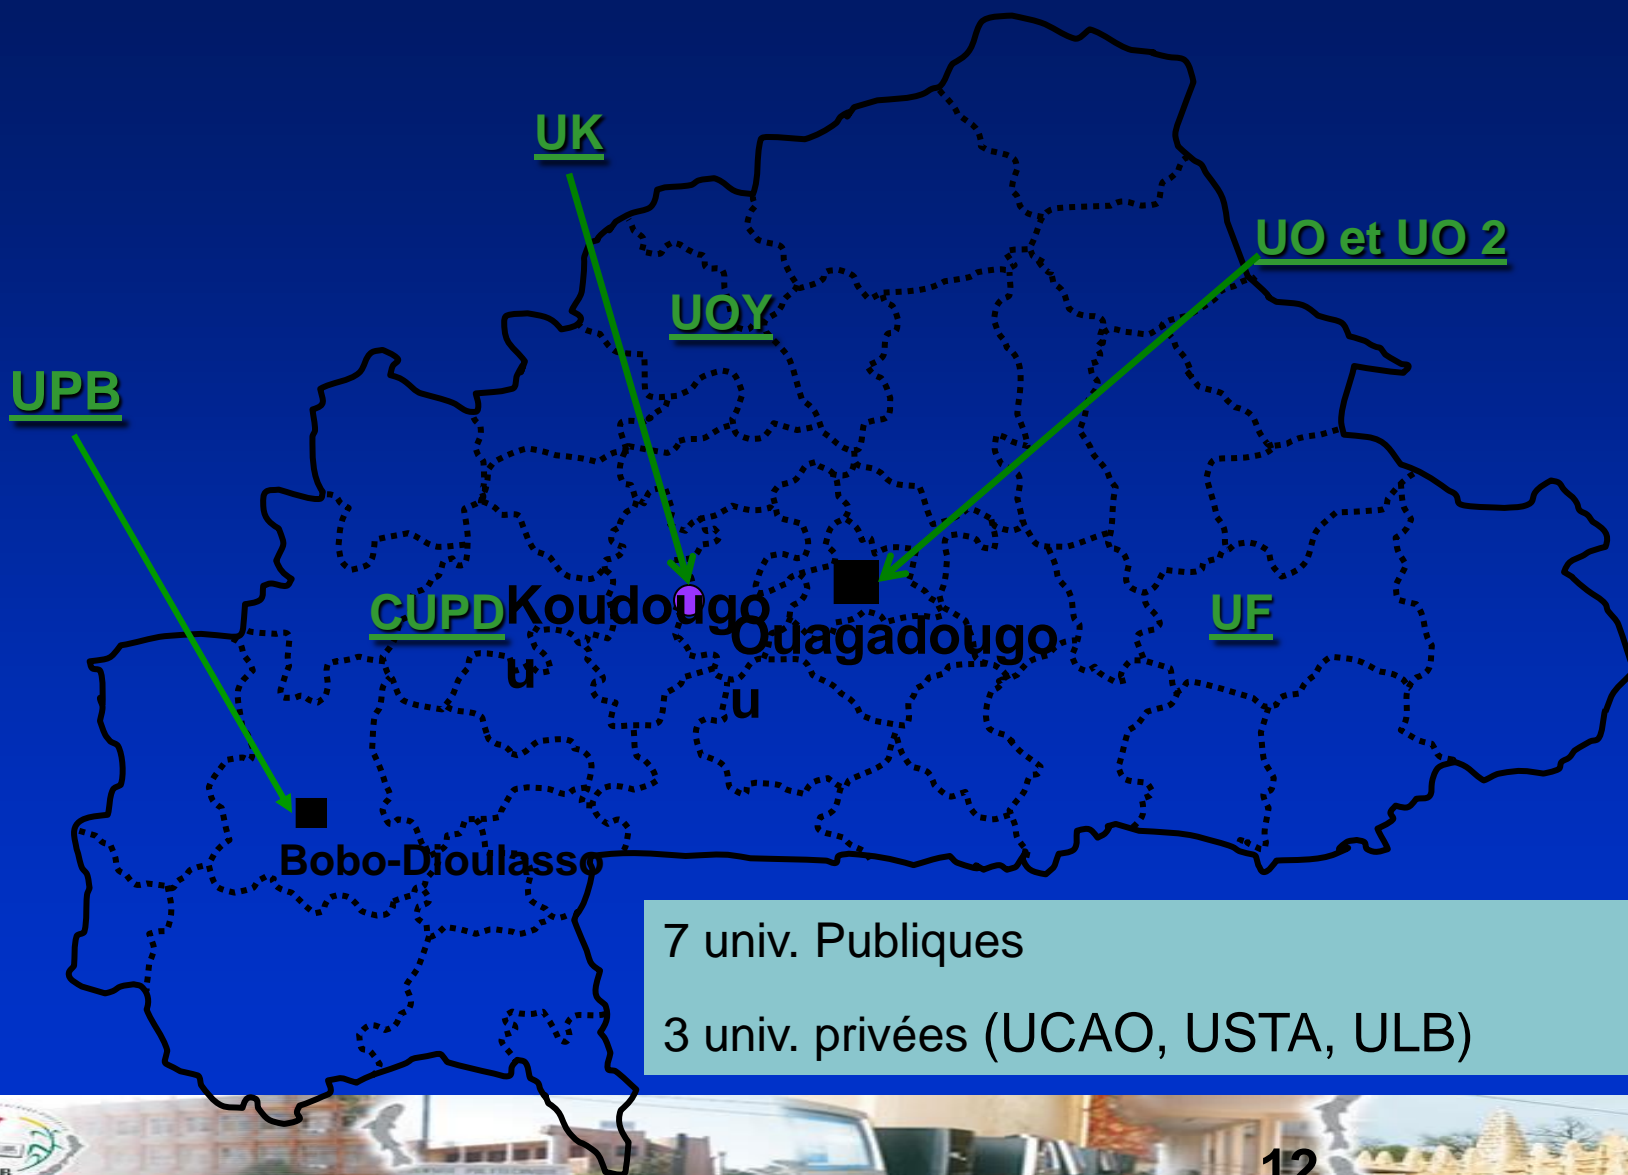 UK
UO et UO 2
UOY
UPB
CUPD
Koudougo
u
Ouagadougo
u
UF
Bobo-Dioulasso
7 univ. Publiques
3 univ. privées (UCAO, USTA, ULB)
12